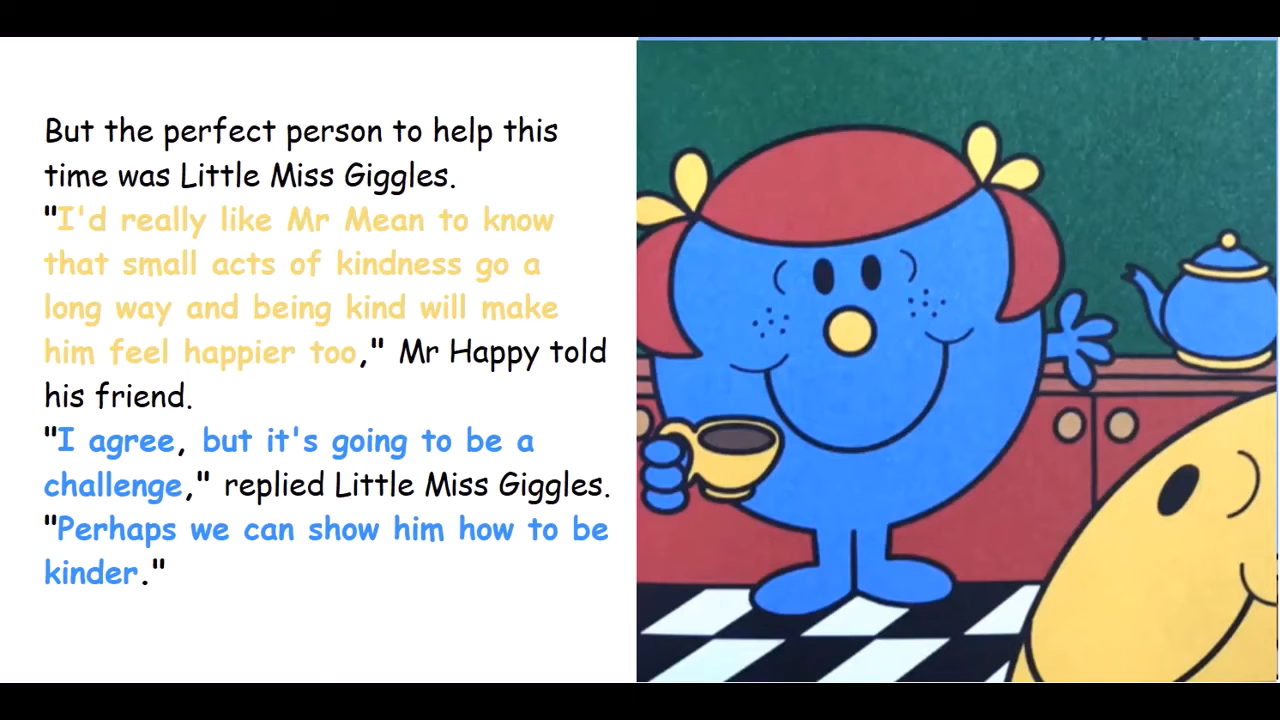 But the perfect person to help this
time was Little Miss Giggles.
"I'd really like Mr Mean to know
that small acts of kindness go a
long way and being kind will make
him feel happier too," Mr Happy told
his friend.
"I agree, but it's going to be a
challenge," replied Little Miss Giggles.
"Perhaps we can show him how to be
kinder."